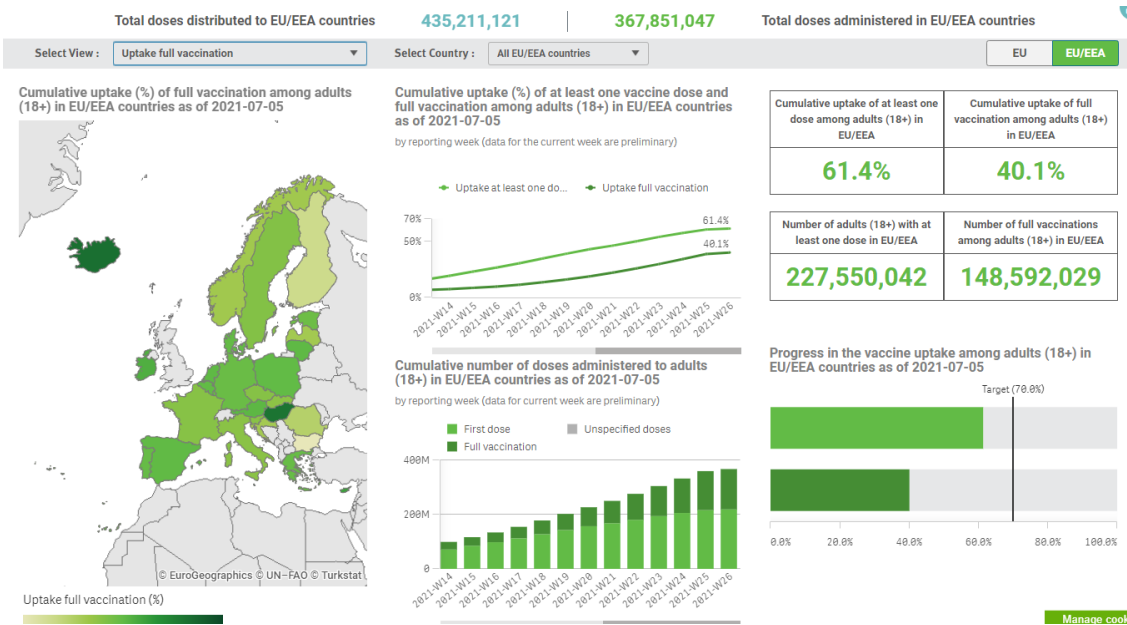 Total doses distributed to EU/EEA countries
435,211,121
367,851,047
Total doses administered in EU/EEA countries
Select View :
Uptake full vaccination
Select Country :
All EU/EEA countries
EU
EU/EEA
Cumulative uptake (%) of full vaccination among adults
(18+) in EU/EEA countries as of 2021-07-05
© EuroGeographics © UN–FAO © Turkstat
Uptake full vaccination (%)
Cumulative uptake (%) of at least one vaccine dose and
full vaccination among adults (18+) in EU/EEA countries
as of 2021-07-05
by reporting week (data for the current week are preliminary)
Uptake at least one do...
Uptake full vaccination
70%
50%
0%
61.4%
40.1%
2021-W14
2021-W15
2021-W16
2021-W17
2021-W18
2021-W19
2021-W20
2021-W21
2021-W22
2021-W23
2021-W24
2021-W25
2021-W26
Cumulative number of doses administered to adults
(18+) in EU/EEA countries as of 2021-07-05
by reporting week (data for current week are preliminary)
First dose
Unspecified doses
Full vaccination
400M
200M
0
2021-W14
2021-W15
2021-W16
2021-W17
2021-W18
2021-W19
2021-W20
2021-W21
2021-W22
2021-W23
2021-W24
2021-W25
2021-W26
Cumulative uptake of at least one
dose among adults (18+) in
EU/EEA
61.4%
Cumulative uptake of full
vaccination among adults (18+)
in EU/EEA
40.1%
Number of adults (18+) with at
least one dose in EU/EEA
227,550,042
Number of full vaccinations
among adults (18+) in EU/EEA
148,592,029
Progress in the vaccine uptake among adults (18+) in
EU/EEA countries as of 2021-07-05
Target (70.0%)
0.0%
20.0%
40.0%
60.0%
80.0%
100.0%
Manage cook